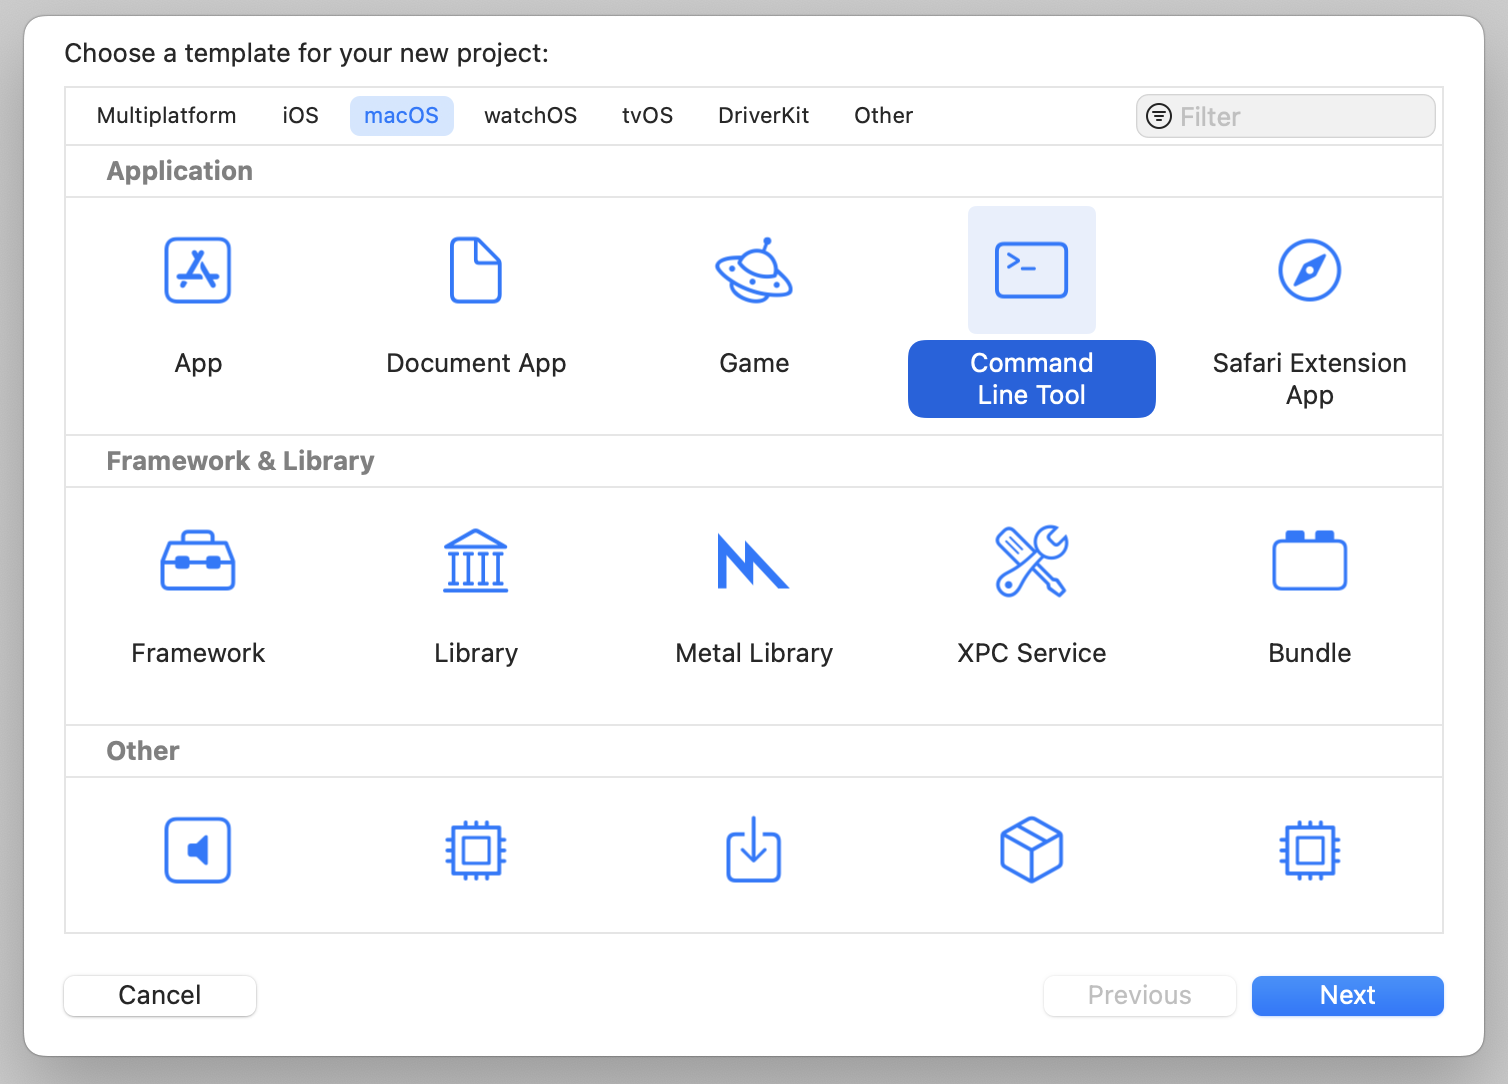 Choose a template for your new project:
Multiplatform iOS macOS watchOS tvOS DriverKit Other Filter
Application
App Document App Game Command Line Tool Safari Extension App
Framework & Library
Framework Library Metal Library XPC Service Bundle
Other
Cancel Previous Next